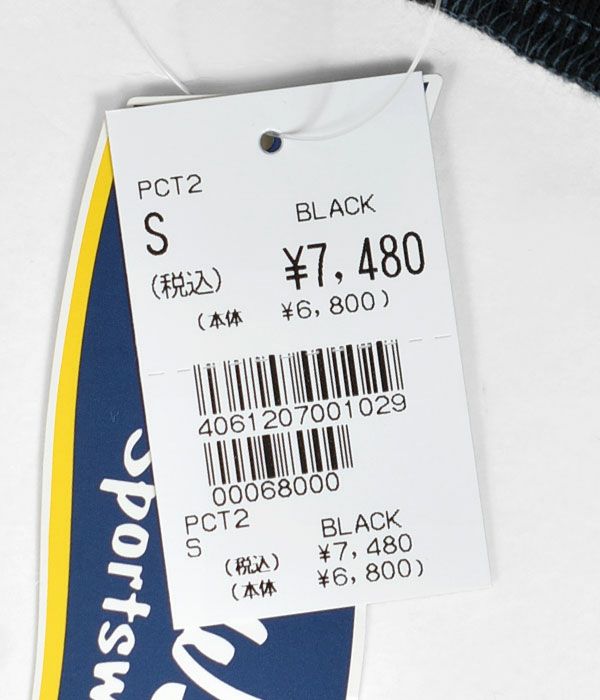 PCT2
S BLACK
(税込) ¥7,480
(本体 ¥6,800)
4061207001029
00068000
PCT2
S BLACK
(税込) ¥7,480
(本体 ¥6,800)
Sportsw